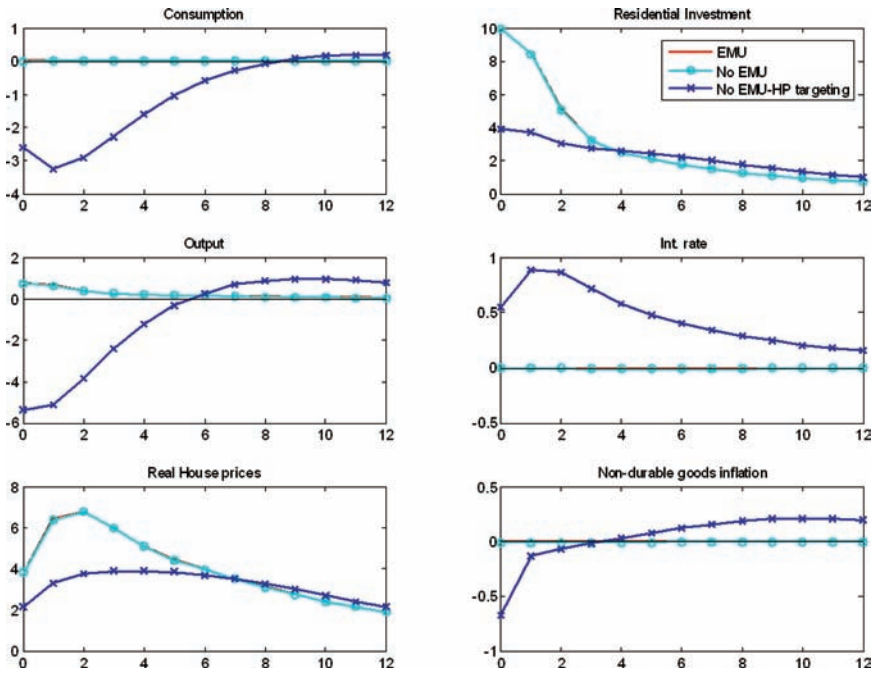 Consumption
1
0
-1
-2
-3
-4
0 2 4 6 8 10 12
Residential Investment
10
8
6
4
2
0
0 2 4 6 8 10 12
EMU
No EMU
No EMU-HP targeting
Output
2
0
-2
-4
-6
0 2 4 6 8 10 12
Int. rate
1
0.5
0
-0.5
0 2 4 6 8 10 12
Real House prices
8
6
4
2
0
0 2 4 6 8 10 12
Non-durable goods inflation
0.5
0
-0.5
-1
0 2 4 6 8 10 12